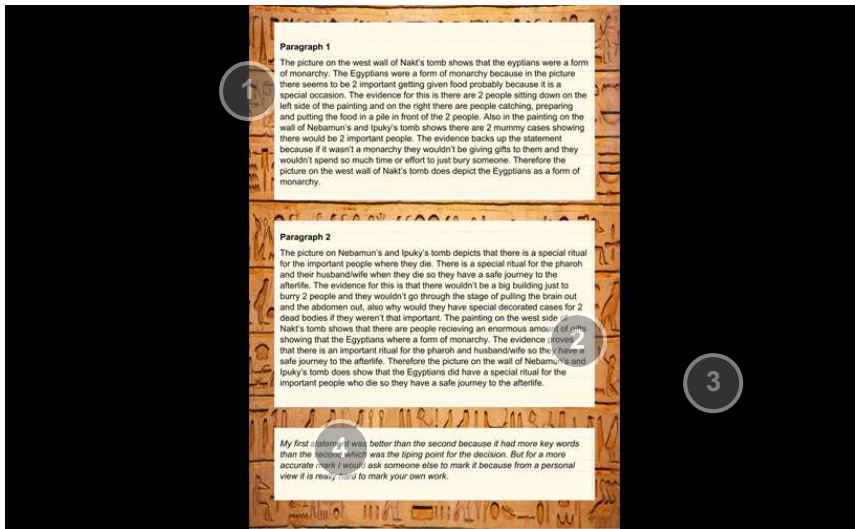 Paragraph 1
The picture on the west wall of Nakt's tomb shows that the eyptians were a form
of monarchy. The Egyptians were a form of monarchy because in the picture
there seems to be 2 important getting given food probably because it is a
special occasion. The evidence for this is there are 2 people sitting down on the
left side of the painting and on the right there are people catching, preparing
and putting the food in a pile in front of the 2 people. Also in the painting on the
wall of Nebamun's and Ipuky's tomb shows there are 2 mummy cases showing
there would be 2 important people. The evidence backs up the statement
because if it wasn't a monarchy they wouldn't be giving gifts to them and they
wouldn't spend so much time or effort to just bury someone. Therefore the
picture on the west wall of Nakt's tomb does depict the Eygptians as a form of
monarchy.
1
Paragraph 2
The picture on Nebamun's and Ipuky's tomb depicts that there is a special ritual
for the important people where they die. There is a special ritual for the pharoh
and their husband/wife when they die so they have a safe journey to the
afterlife. The evidence for this is that there wouldn't be a big building just to
burry 2 people and they wouldn't go through the stage of pulling the brain out
and the abdomen out, also why would they have special decorated cases for 2
dead bodies if they weren't that important. The painting on the west side of
Nakt's tomb shows that there are people recieving an enormous amount of gifts
showing that the Egyptians where a form of monarchy. The evidence proves
that there is an important ritual for the pharoh and husband/wife so they have a
safe journey to the afterlife. Therefore the picture on the wall of Nebamun's and
Ipuky's tomb does show that the Egyptians did have a special ritual for the
important people who die so they have a safe journey to the afterlife.
2
3
My first statement was better than the second because it had more key words
than the second which was the tiping point for the decision. But for a more
accurate mark I would ask someone else to mark it because from a personal
view it is really hard to mark your own work.
4